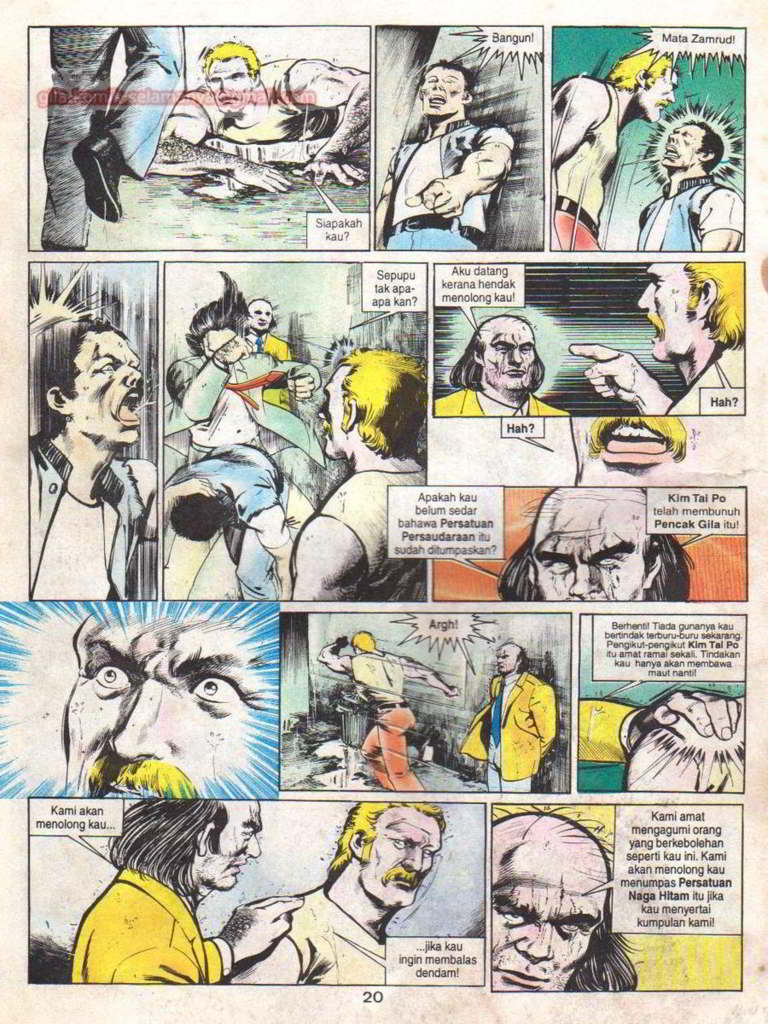 Siapakah
kau?
Bangun!
Mata Zamrud!
Sepupu
tak apa-
apa kan?
Aku datang
kerana hendak
menolong kau!
Hah?
Hah?
Apakah kau
belum sedar
bahawa Persatuan
Persaudaraan itu
sudah ditumpaskan?
Kim Tai Po
telah membunuh
Pencak Gila itu!
Argh!
Berhenti! Tiada gunanya kau
bertindak terburu-buru sekarang.
Pengikut-pengikut Kim Tai Po
itu amat ramai sekali. Tindakan
kau hanya akan membawa
maut nanti!
Kami akan
menolong kau...
...jika kau
ingin membalas
dendam!
Kami amat
mengagumi orang
yang berkebolehan
seperti kau ini. Kami
akan menolong kau
menumpas Persatuan
Naga Hitam itu jika
kau menyertai
kumpulan kami!
20